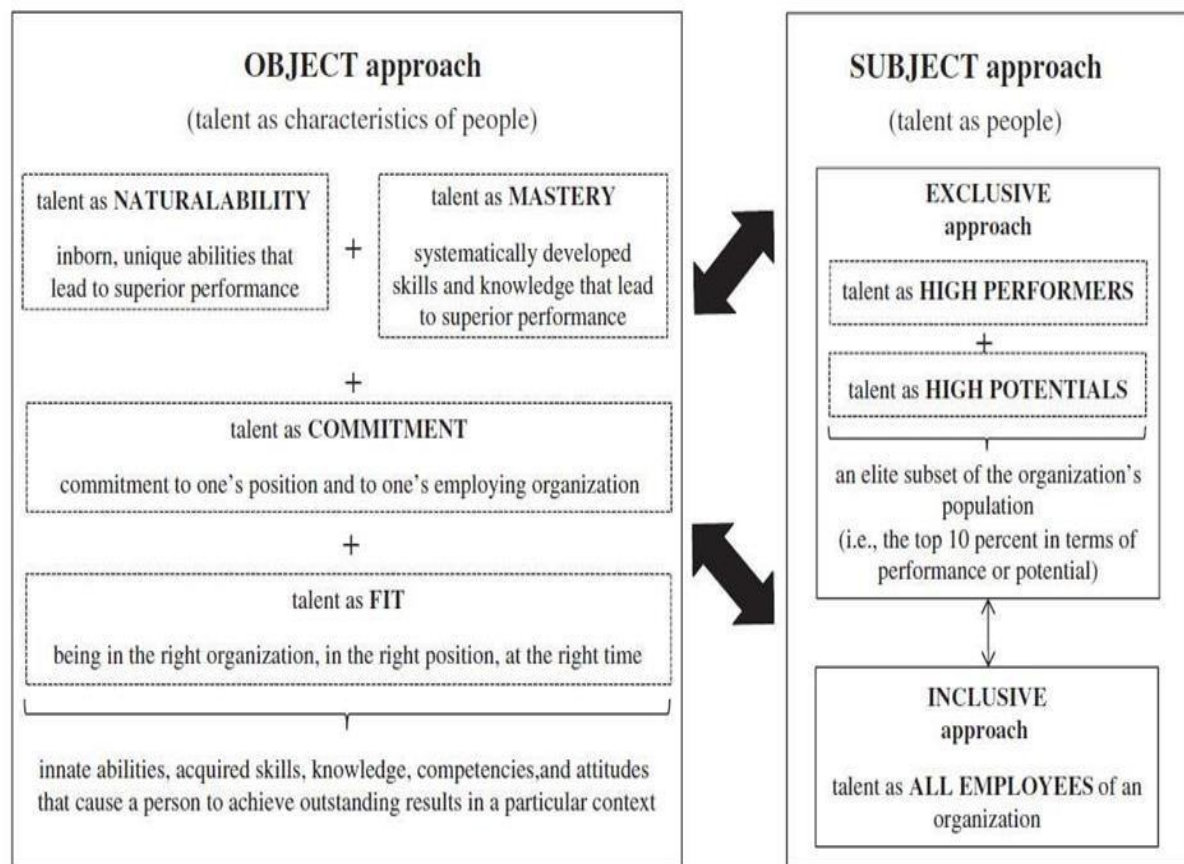 OBJECT approach
(talent as characteristics of people)
talent as NATURALABILITY
inborn, unique abilities that
lead to superior performance
+
talent as MASTERY
systematically developed
skills and knowledge that lead
to superior performance
+
talent as COMMITMENT
commitment to one's position and to one's employing organization
+
talent as FIT
being in the right organization, in the right position, at the right time
innate abilities, acquired skills, knowledge, competencies,and attitudes
that cause a person to achieve outstanding results in a particular context
SUBJECT approach
(talent as people)
EXCLUSIVE
approach
talent as HIGH PERFORMERS
+
talent as HIGH POTENTIALS
an elite subset of the organization's
population
(i.e., the top 10 percent in terms of
performance or potential)
INCLUSIVE
approach
talent as ALL EMPLOYEES of an
organization